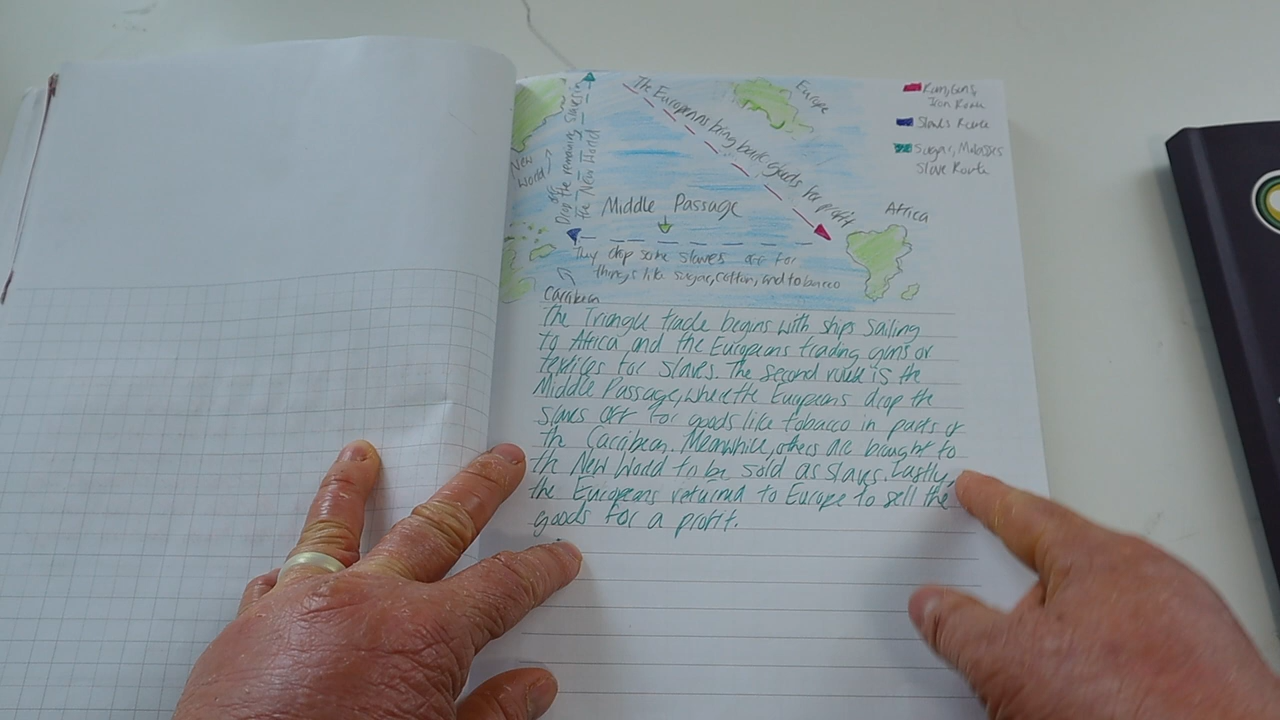 The Europeans bring back goods for profit
Europe
Rum, Guns,
Iron Route
Slaves Route
Sugar, Molasses
Slave Route
New
World
Drop the remaining Slaves in
the New World
Middle Passage
Africa
They drop some slaves off for
things like sugar, cotton, and tobacco
Carribean
The Triangle trade begins with ships sailing
to Africa and the Europeans trading guns or
textiles for slaves. The second route is the
Middle Passage, where the Europeans drop the
slaves off for goods like tobacco in parts of
the Carribean. Meanwhile, others are brought to
the New World to be sold as slaves. Lastly,
the Europeans returned to Europe to sell the
goods for a profit.